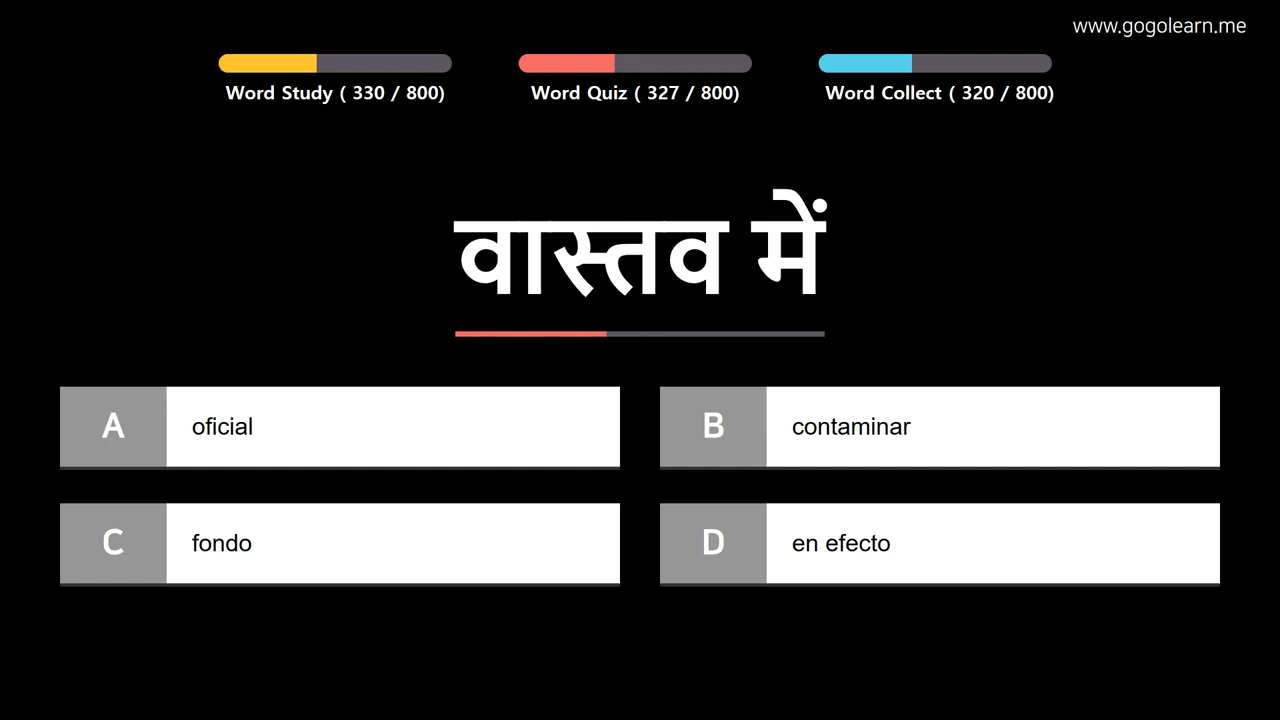 www.gogolearn.me
Word Study ( 330 / 800)
Word Quiz ( 327 / 800)
Word Collect ( 320 / 800)
वास्तव में
A oficial
B contaminar
C fondo
D en efecto